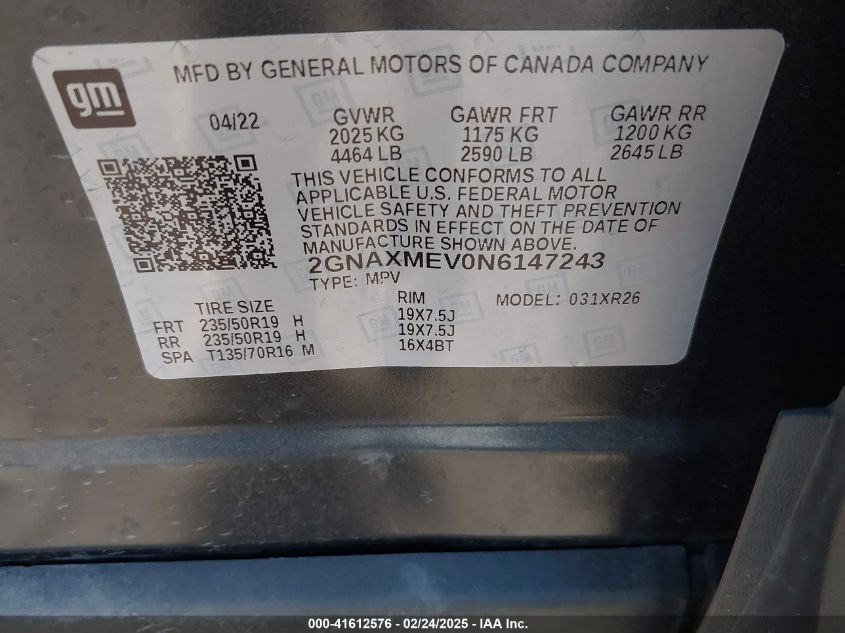 gm
MFD BY GENERAL MOTORS OF CANADA COMPANY
04/22 GVWR GAWR FRT GAWR RR
2025 KG 1175 KG 1200 KG
4464 LB 2590 LB 2645 LB
THIS VEHICLE CONFORMS TO ALL
APPLICABLE U.S. FEDERAL MOTOR
VEHICLE SAFETY AND THEFT PREVENTION
STANDARDS IN EFFECT ON THE DATE OF
MANUFACTURE SHOWN ABOVE.
2GNAXMEV0N6147243
TYPE: MPV
TIRE SIZE RIM MODEL: 031XR26
FRT 235/50R19 H 19X7.5J
RR 235/50R19 H 19X7.5J
SPA T135/70R16 M 16X4BT
000-41612576 - 02/24/2025 - IAA Inc.